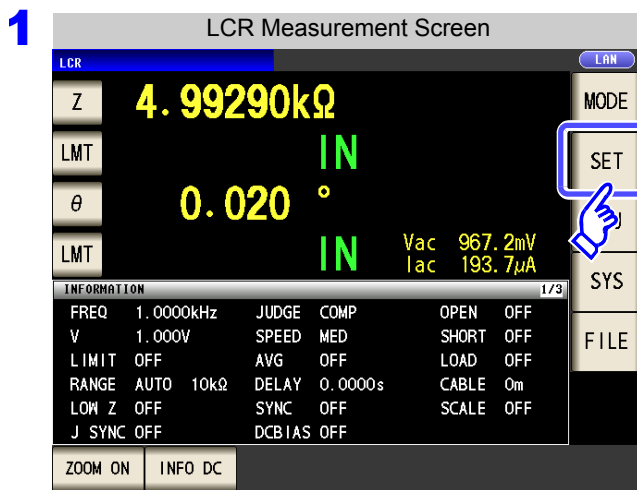 1
LCR Measurement Screen
LCR
LAN
Z 4.99290kΩ
MODE
LMT IN
SET
θ 0.020 °
LMT IN
Vac 967.2mV
Iac 193.7µA
SYS
INFORMATION 1/3
FREQ 1.0000kHz JUDGE COMP OPEN OFF
V 1.000V SPEED MED SHORT OFF
FILE
LIMIT OFF AVG OFF LOAD OFF
RANGE AUTO 10kΩ DELAY 0.0000s CABLE 0m
LOW Z OFF SYNC OFF SCALE OFF
J SYNC OFF DCBIAS OFF
ZOOM ON INFO DC